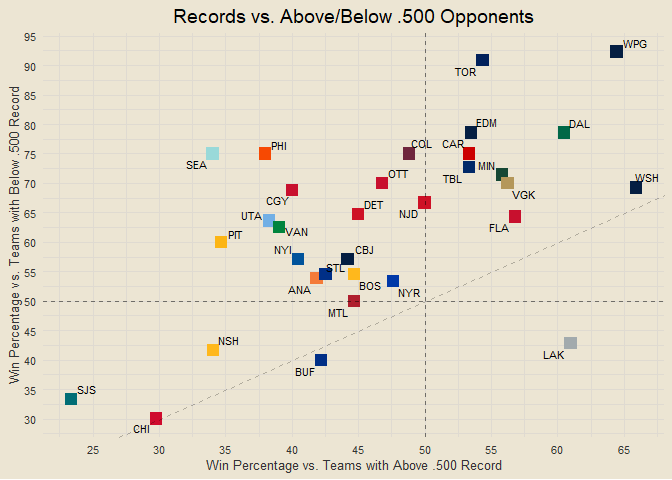 Records vs. Above/Below .500 Opponents
Win Percentage vs. Teams with Below .500 Record
95
90
85
80
75
70
65
60
55
50
45
40
35
30
WPG
TOR
EDM
DAL
COL
CAR
PHI
SEA
MIN
TBL
OTT
VGK
WSH
CGY
DET
NJD
FLA
UTA
VAN
PIT
NYI
CBJ
STL
ANA
BOS
NYR
MTL
NSH
LAK
BUF
SJS
CHI
25
30
35
40
45
50
55
60
65
Win Percentage vs. Teams with Above .500 Record